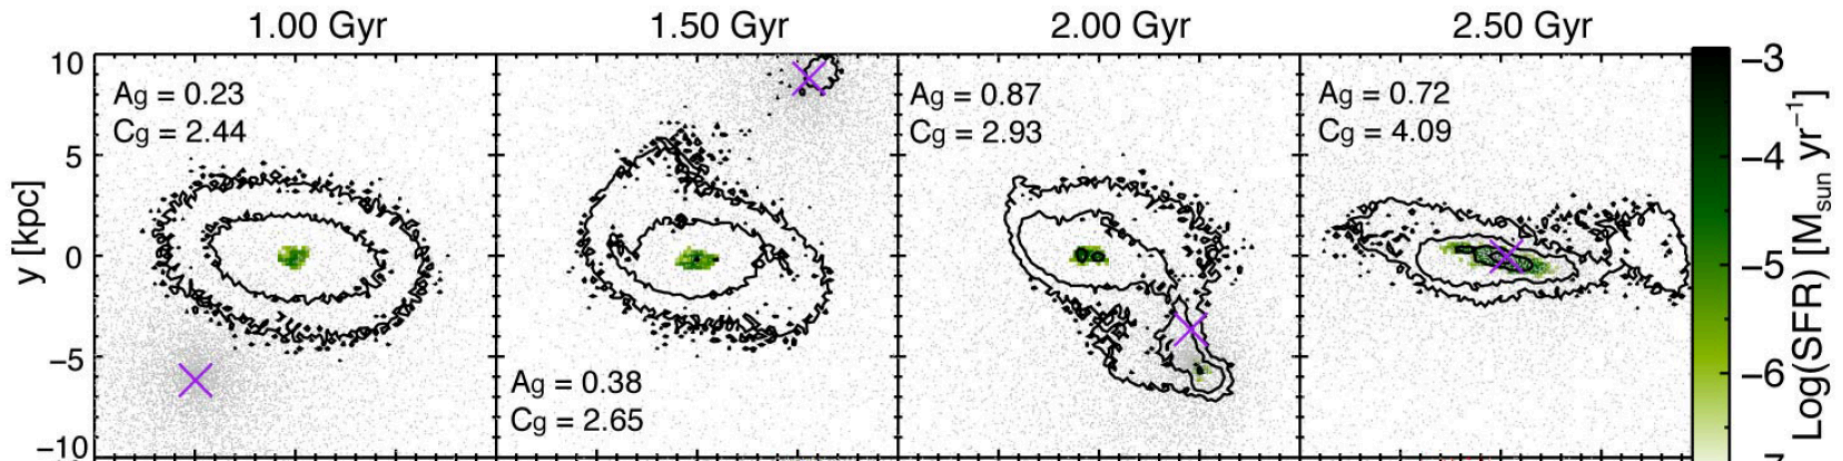 1.00 Gyr
1.50 Gyr
2.00 Gyr
2.50 Gyr
10
5
0
−5
−10
y [kpc]
Ag = 0.23
Cg = 2.44
Ag = 0.38
Cg = 2.65
Ag = 0.87
Cg = 2.93
Ag = 0.72
Cg = 4.09
−3
−4
−5
−6
Log(SFR) [Msun yr−1]